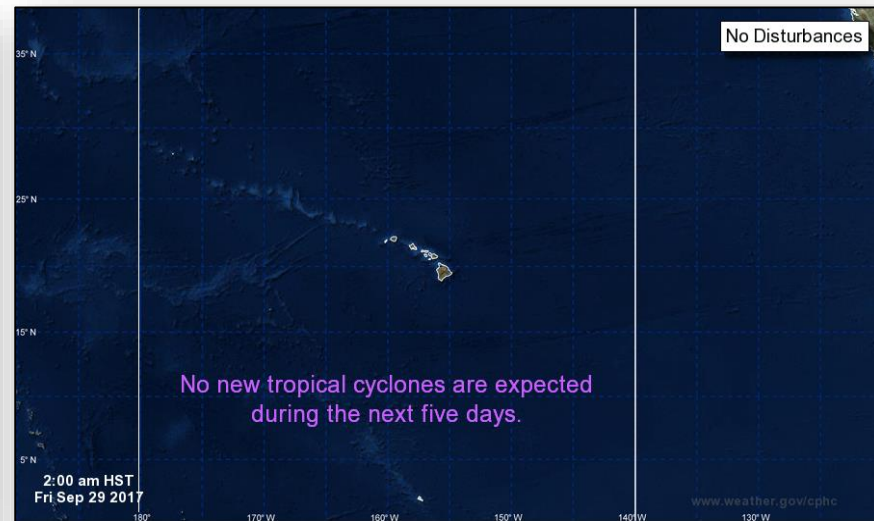 No Disturbances
35° N
25° N
15° N
No new tropical cyclones are expected
during the next five days.
5° N
2:00 am HST
Fri Sep 29 2017
www.weather.gov/cphc
180°
170° W
160° W
150° W
140° W
130° W